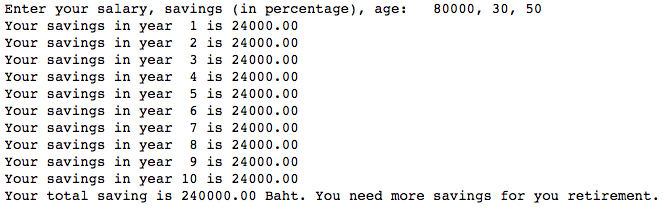 Enter your salary, savings (in percentage), age:   80000, 30, 50
Your savings in year  1 is 24000.00
Your savings in year  2 is 24000.00
Your savings in year  3 is 24000.00
Your savings in year  4 is 24000.00
Your savings in year  5 is 24000.00
Your savings in year  6 is 24000.00
Your savings in year  7 is 24000.00
Your savings in year  8 is 24000.00
Your savings in year  9 is 24000.00
Your savings in year 10 is 24000.00
Your total saving is 240000.00 Baht. You need more savings for you retirement.